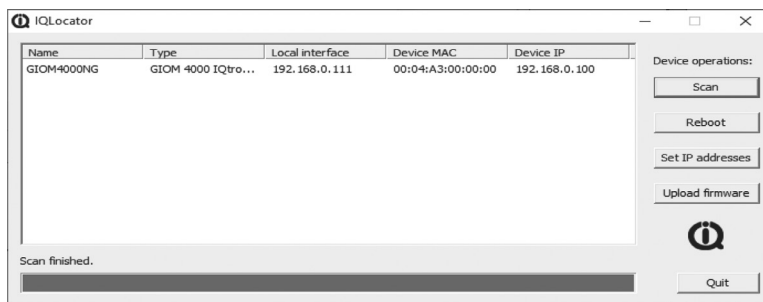 IQLocator
Name Type Local interface Device MAC Device IP
GIOM4000NG GIOM 4000 IQtro... 192.168.0.111 00:04:A3:00:00:00 192.168.0.100
Device operations:
Scan
Reboot
Set IP addresses
Upload firmware
Scan finished.
Quit